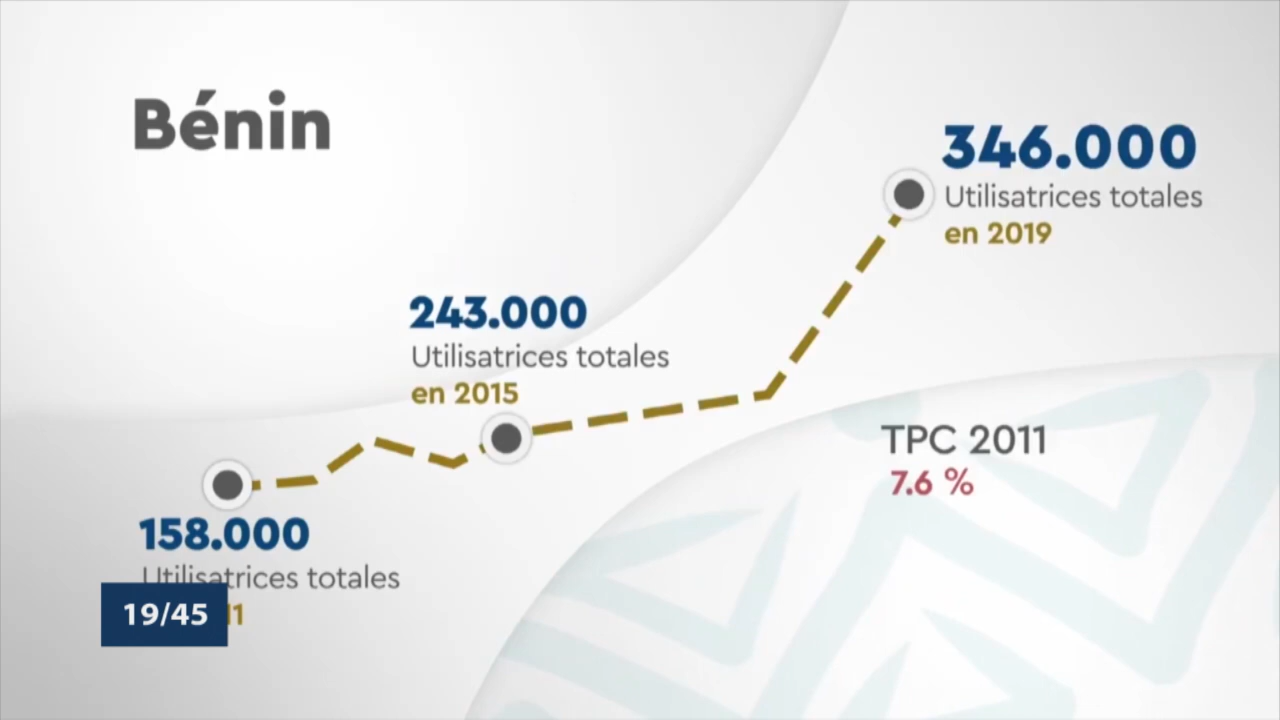 Bénin
346.000
Utilisatrices totales
en 2019
243.000
Utilisatrices totales
en 2015
TPC 2011
7.6 %
158.000
Utilisatrices totales
19/45